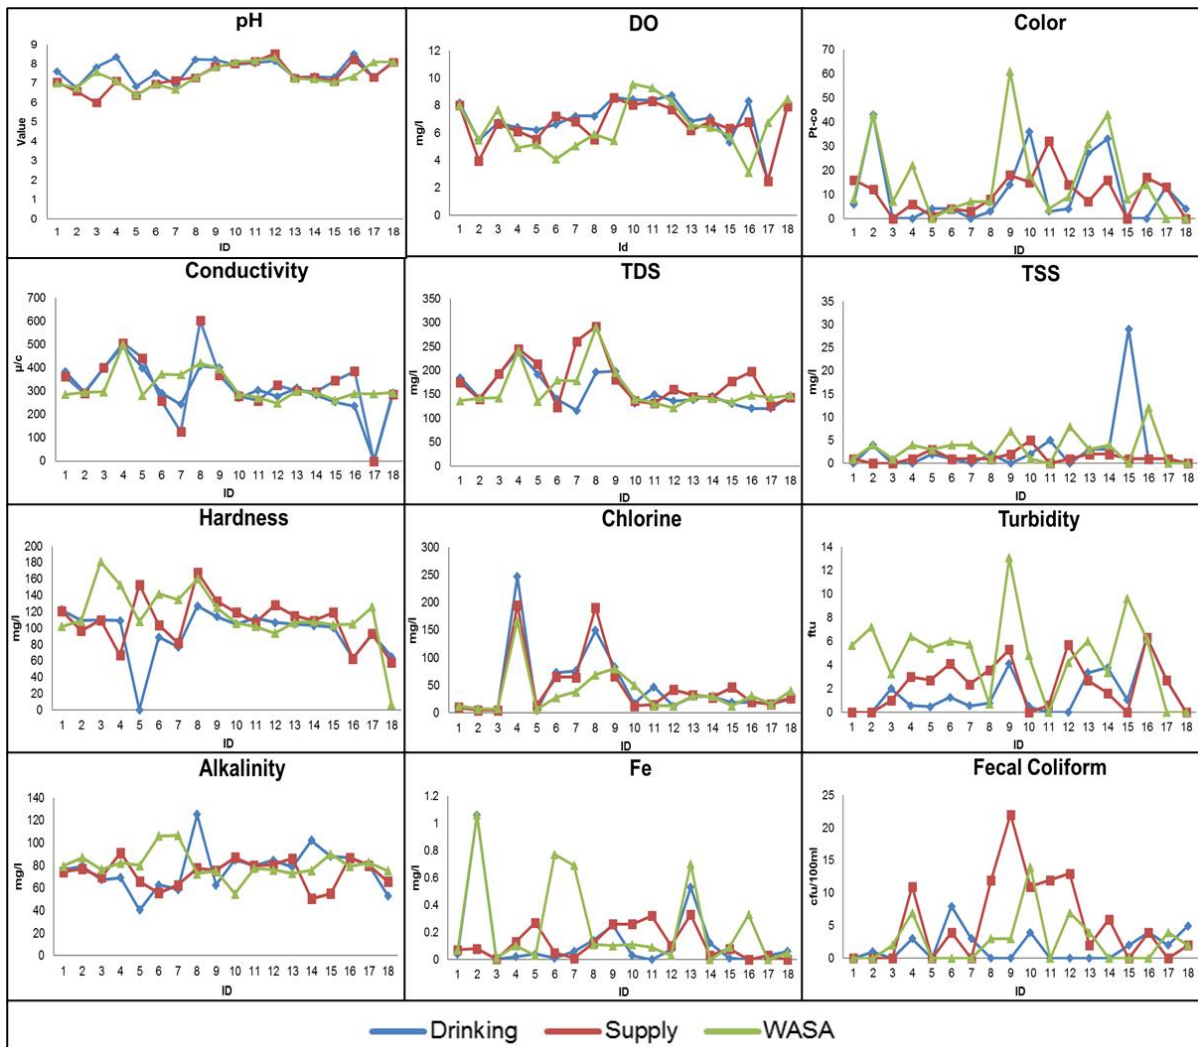 pH
9
8
7
6
5
4
3
2
1
0
Value
1 2 3 4 5 6 7 8 9 10 11 12 13 14 15 16 17 18
ID
DO
12
10
8
6
4
2
0
mg/l
1 2 3 4 5 6 7 8 9 10 11 12 13 14 15 16 17 18
Id
Color
70
60
50
40
30
20
10
0
Pt-co
1 2 3 4 5 6 7 8 9 10 11 12 13 14 15 16 17 18
ID
Conductivity
700
600
500
400
300
200
100
0
µ/c
1 2 3 4 5 6 7 8 9 10 11 12 13 14 15 16 17 18
ID
TDS
350
300
250
200
150
100
50
0
mg/l
1 2 3 4 5 6 7 8 9 10 11 12 13 14 15 16 17 18
ID
TSS
35
30
25
20
15
10
5
0
mg/l
1 2 3 4 5 6 7 8 9 10 11 12 13 14 15 16 17 18
ID
Hardness
200
180
160
140
120
100
80
60
40
20
0
mg/l
1 2 3 4 5 6 7 8 9 10 11 12 13 14 15 16 17 18
ID
Chlorine
300
250
200
150
100
50
0
mg/l
1 2 3 4 5 6 7 8 9 10 11 12 13 14 15 16 17 18
ID
Turbidity
14
12
10
8
6
4
2
0
ftu
1 2 3 4 5 6 7 8 9 10 11 12 13 14 15 16 17 18
ID
Alkalinity
140
120
100
80
60
40
20
0
mg/l
1 2 3 4 5 6 7 8 9 10 11 12 13 14 15 16 17 18
ID
Fe
1.2
1
0.8
0.6
0.4
0.2
0
mg/l
1 2 3 4 5 6 7 8 9 10 11 12 13 14 15 16 17 18
ID
Fecal Coliform
25
20
15
10
5
0
cfu/100ml
1 2 3 4 5 6 7 8 9 10 11 12 13 14 15 16 17 18
ID
Drinking Supply WASA